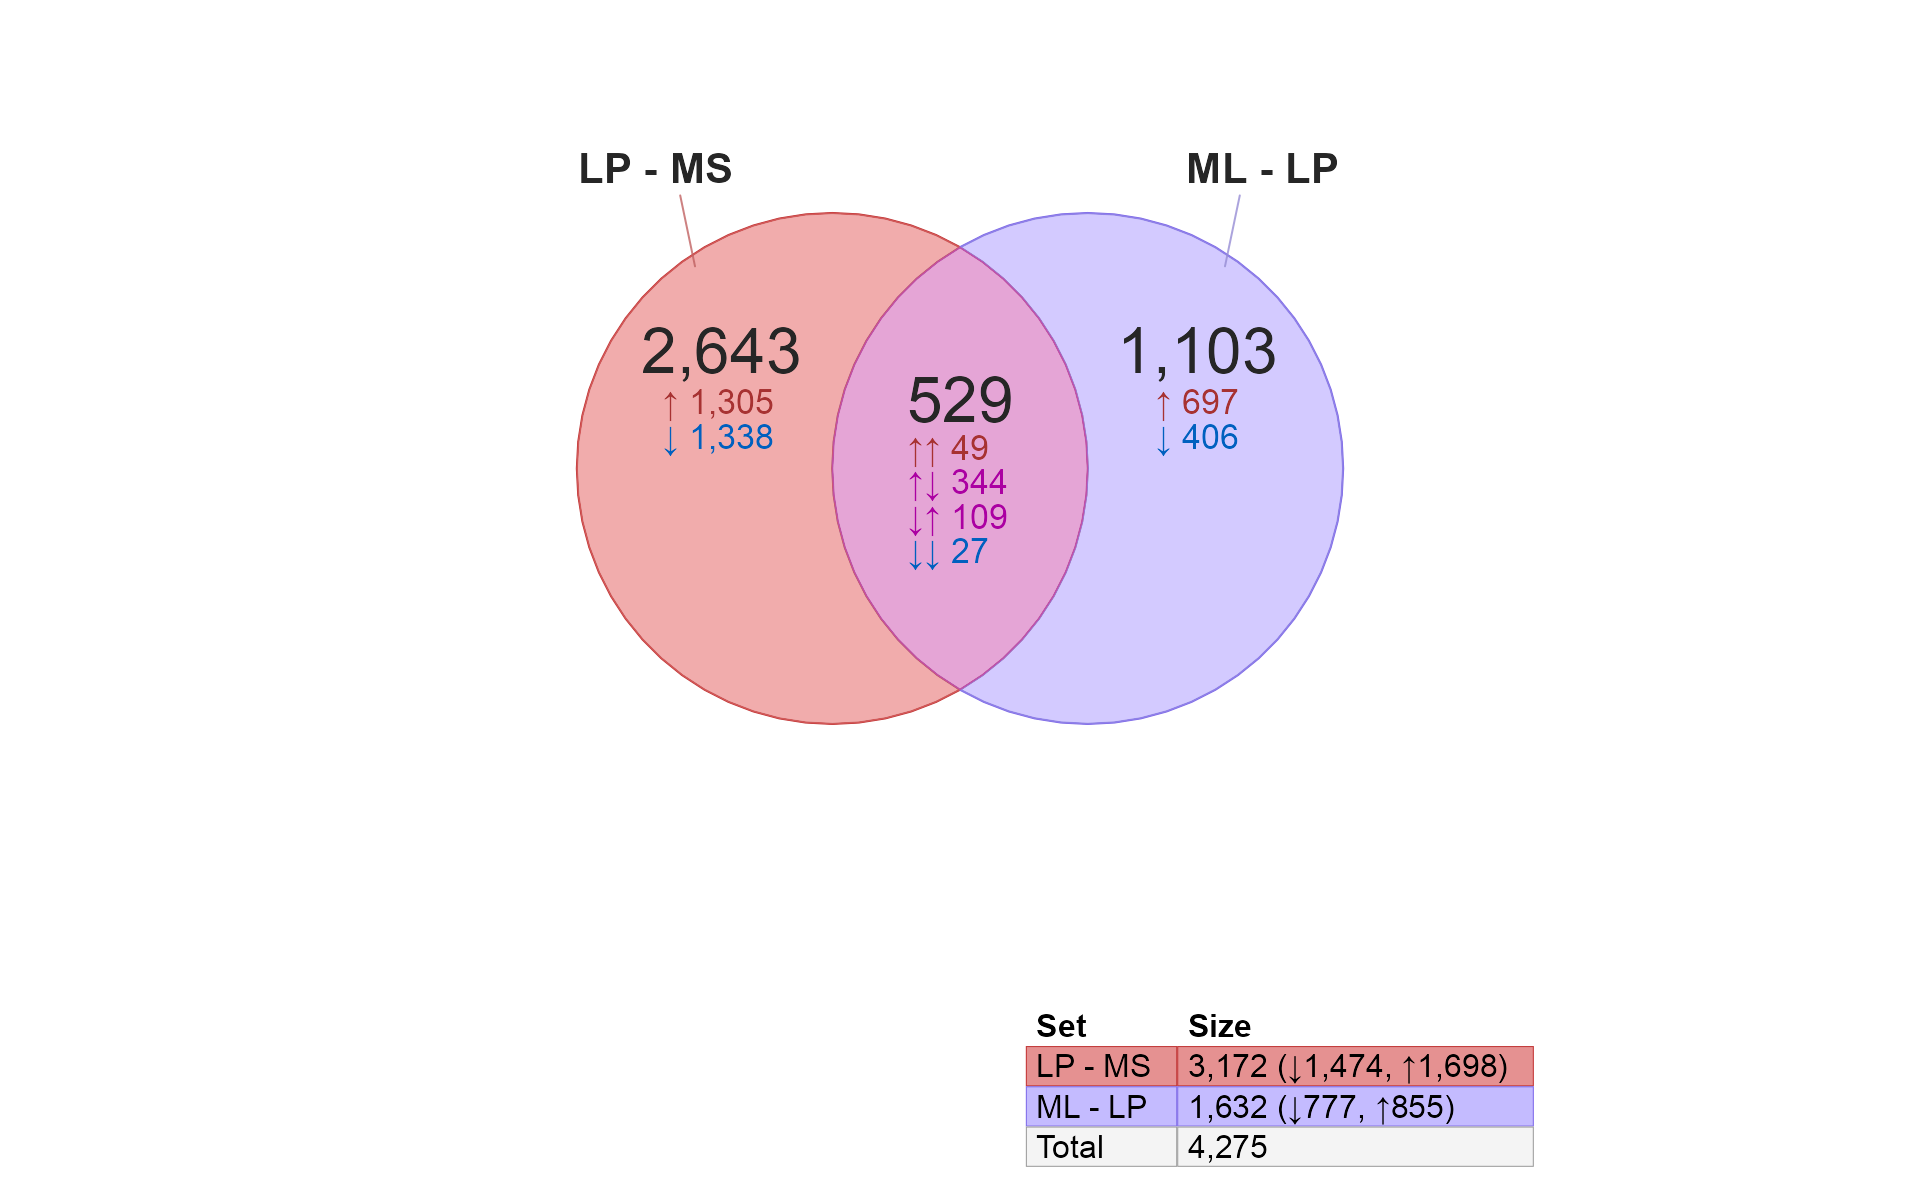 LP - MS
ML - LP
2,643
↑ 1,305
↓ 1,338
529
↑↑ 49
↑↓ 344
↓↑ 109
↓↓ 27
1,103
↑ 697
↓ 406
Set Size
LP - MS 3,172 (↓1,474, ↑1,698)
ML - LP 1,632 (↓777, ↑855)
Total 4,275